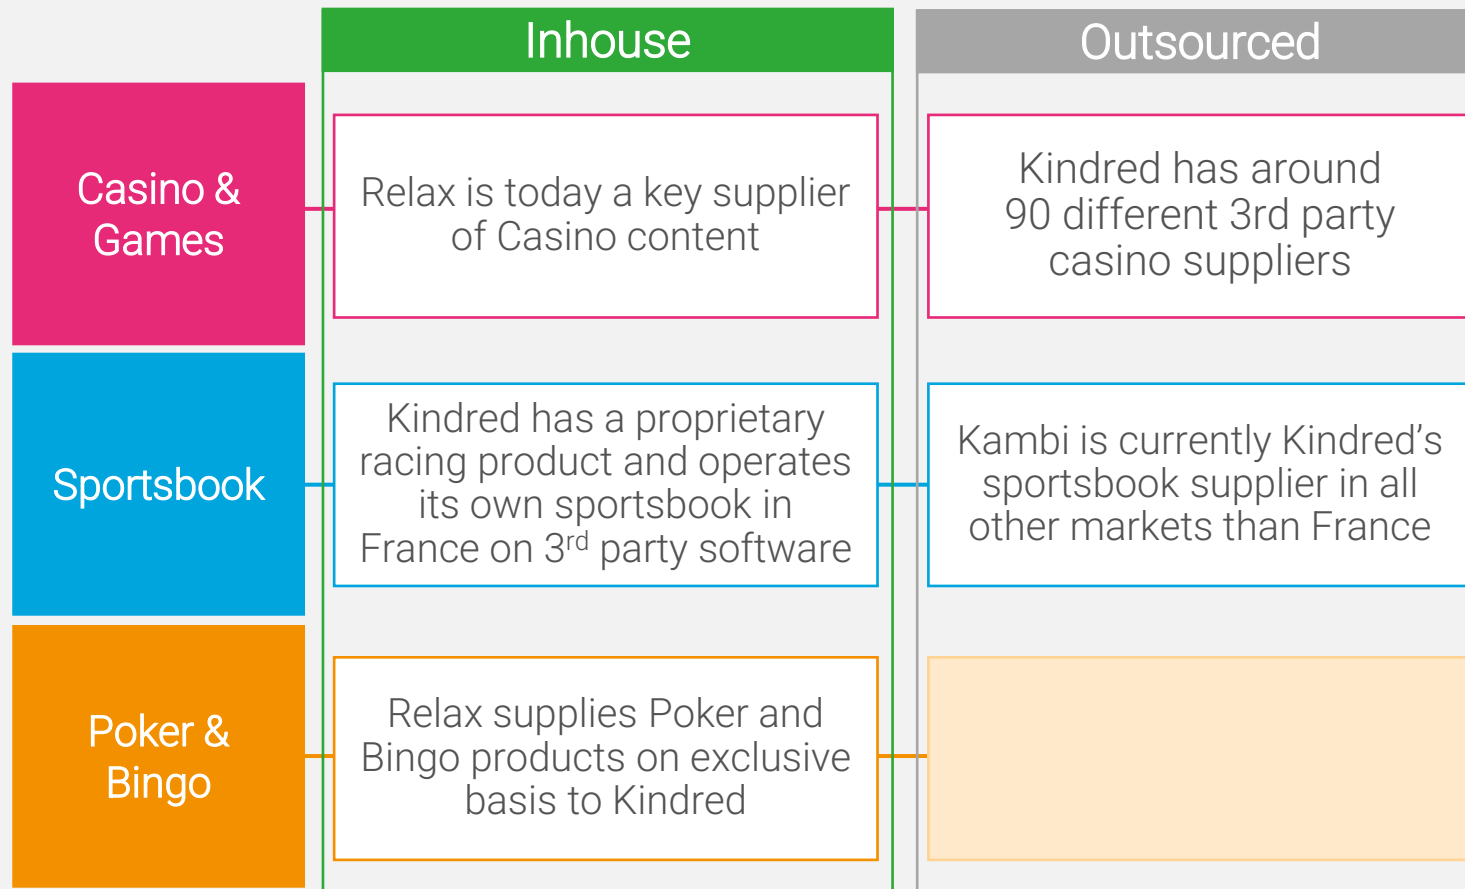 Inhouse
Outsourced
Casino &
Games
Relax is today a key supplier
of Casino content
Kindred has around
90 different 3rd party
casino suppliers
Sportsbook
Kindred has a proprietary
racing product and operates
its own sportsbook in
France on 3rd party software
Kambi is currently Kindred’s
sportsbook supplier in all
other markets than France
Poker &
Bingo
Relax supplies Poker and
Bingo products on exclusive
basis to Kindred